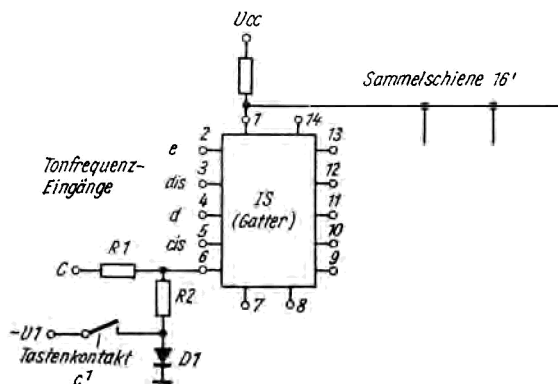 Ucc
Sammelschiene 16'
1 14
2 13
e
Tonfrequenz-
Eingänge
3 12
dis
IS
(Gatter)
4 11
d
5 10
cis
6 9
R1
C
R2
7 8
-U1
Tastenkontakt
c¹
D1